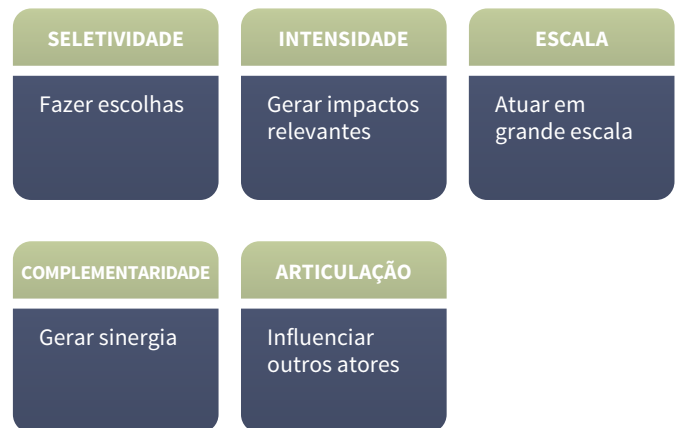 SELETIVIDADE
Fazer escolhas
INTENSIDADE
Gerar impactos
relevantes
ESCALA
Atuar em
grande escala
COMPLEMENTARIDADE
Gerar sinergia
ARTICULAÇÃO
Influenciar
outros atores